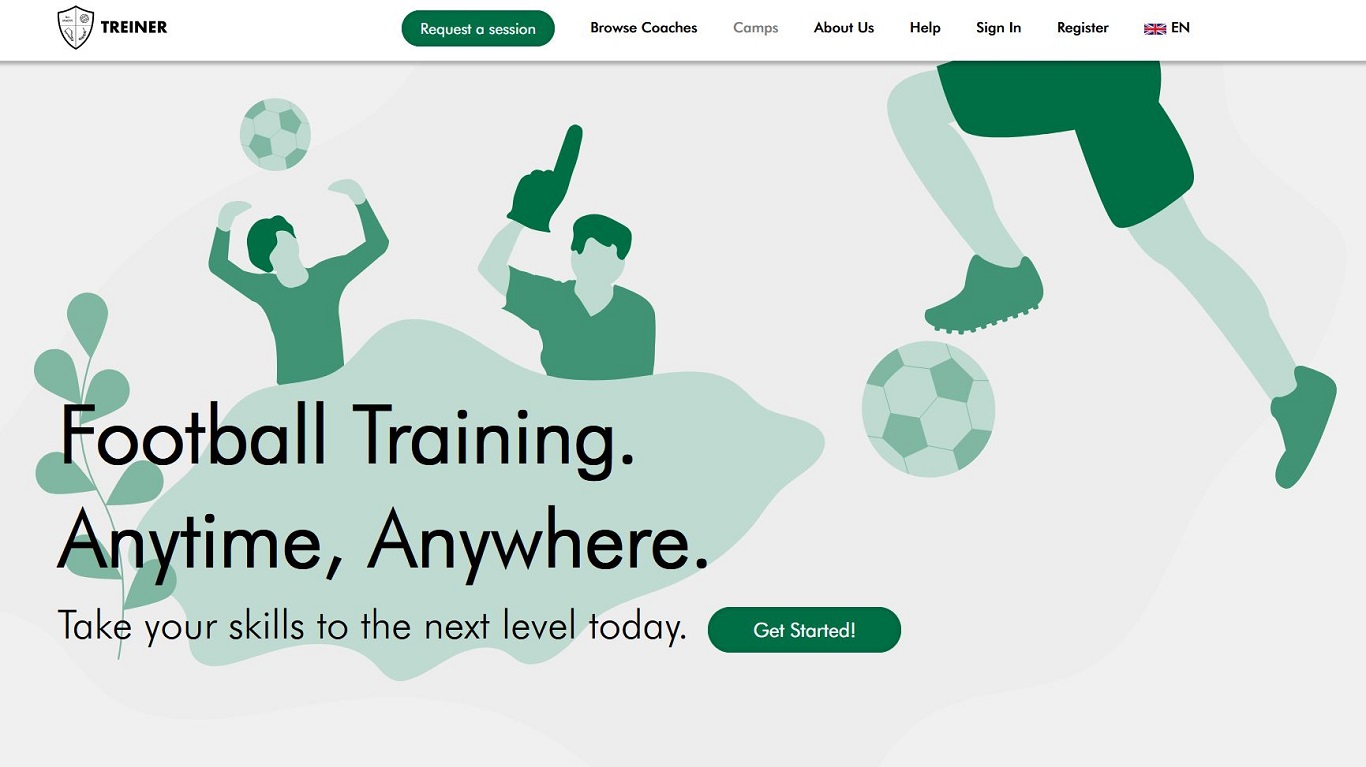 TREINER
Request a session
Browse Coaches
Camps
About Us
Help
Sign In
Register
EN
Football Training.
Anytime, Anywhere.
Take your skills to the next level today.
Get Started!